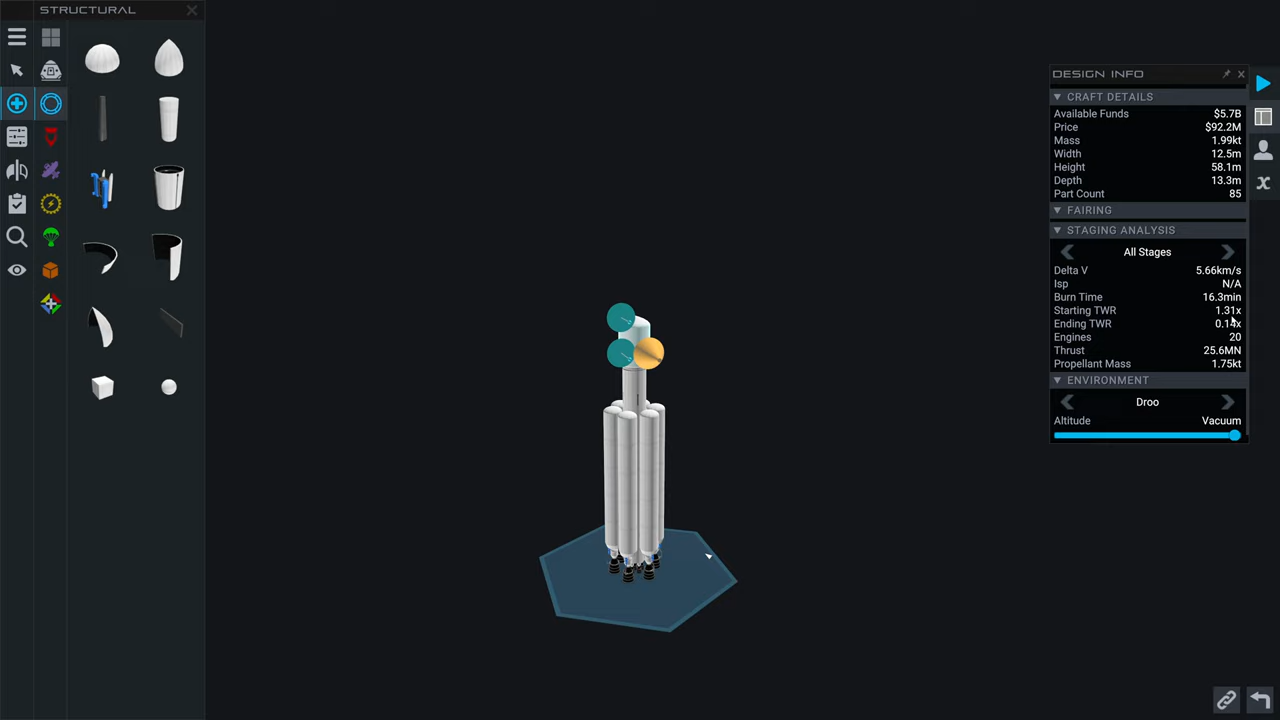 STRUCTURAL
DESIGN INFO
CRAFT DETAILS
Available Funds $5.7B
Price $92.2M
Mass 1.99kt
Width 12.5m
Height 58.1m
Depth 13.3m
Part Count 85
FAIRING
STAGING ANALYSIS
All Stages
Delta V 5.66km/s
Isp N/A
Burn Time 16.3min
Starting TWR 1.31x
Ending TWR
Engines 20
Thrust 25.6MN
Propellant Mass 1.75kt
ENVIRONMENT
Droo
Altitude Vacuum